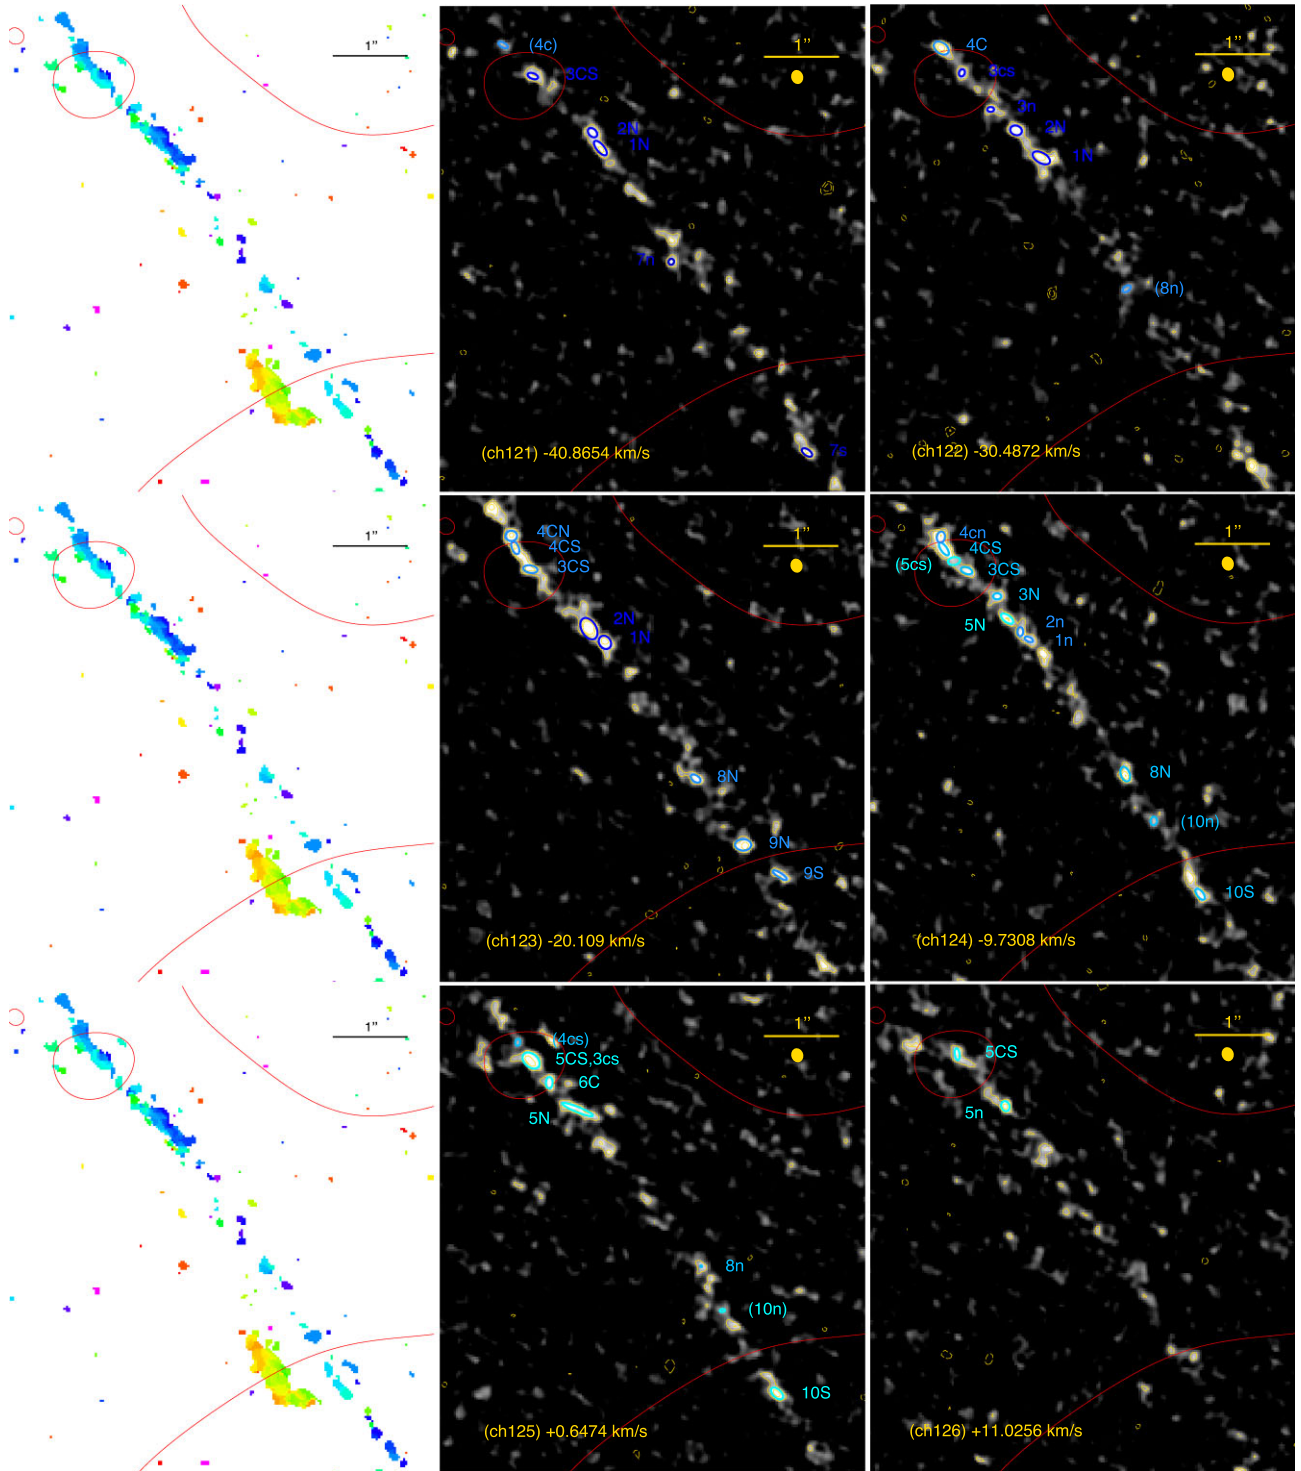 1"
1"
(4c)
3CS
2N
1N
7n
7s
(ch121) -40.8654 km/s
1"
4C
3cs
3n
2N
1N
(8n)
(ch122) -30.4872 km/s
1"
1"
4CN
4CS
3CS
2N
1N
8N
9N
9S
(ch123) -20.109 km/s
1"
4cn
4CS
(5cs)
3CS
3N
5N
2n
1n
8N
(10n)
10S
(ch124) -9.7308 km/s
1"
1"
(4cs)
5CS,3cs
6C
5N
8n
(10n)
10S
(ch125) +0.6474 km/s
1"
5CS
5n
(ch126) +11.0256 km/s